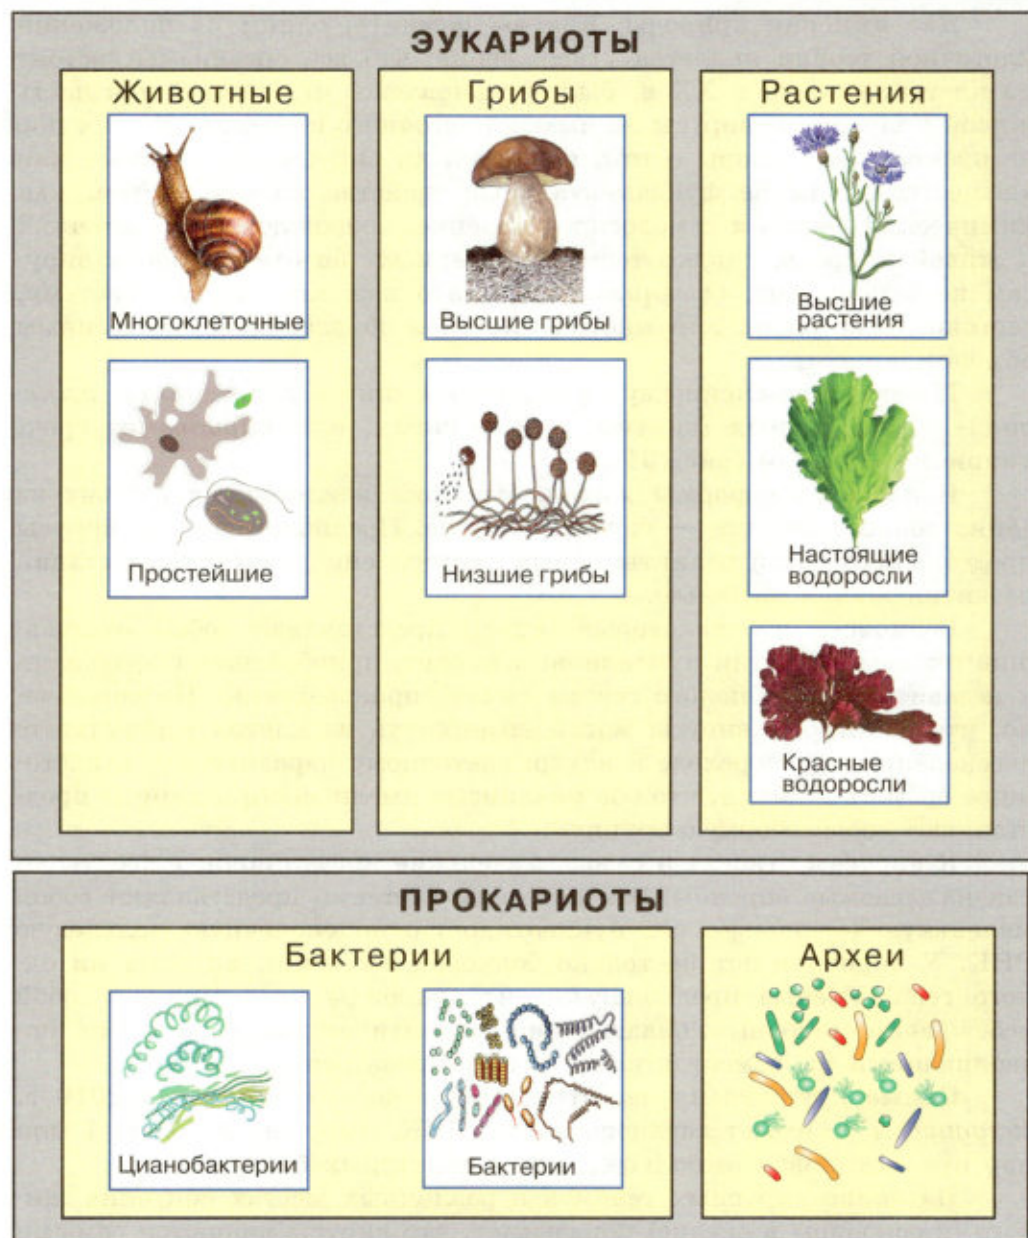 ЭУКАРИОТЫ
Животные
Грибы
Растения
Многоклеточные
Высшие грибы
Высшие
растения
Простейшие
Низшие грибы
Настоящие
водоросли
Красные
водоросли
ПРОКАРИОТЫ
Бактерии
Археи
Цианобактерии
Бактерии